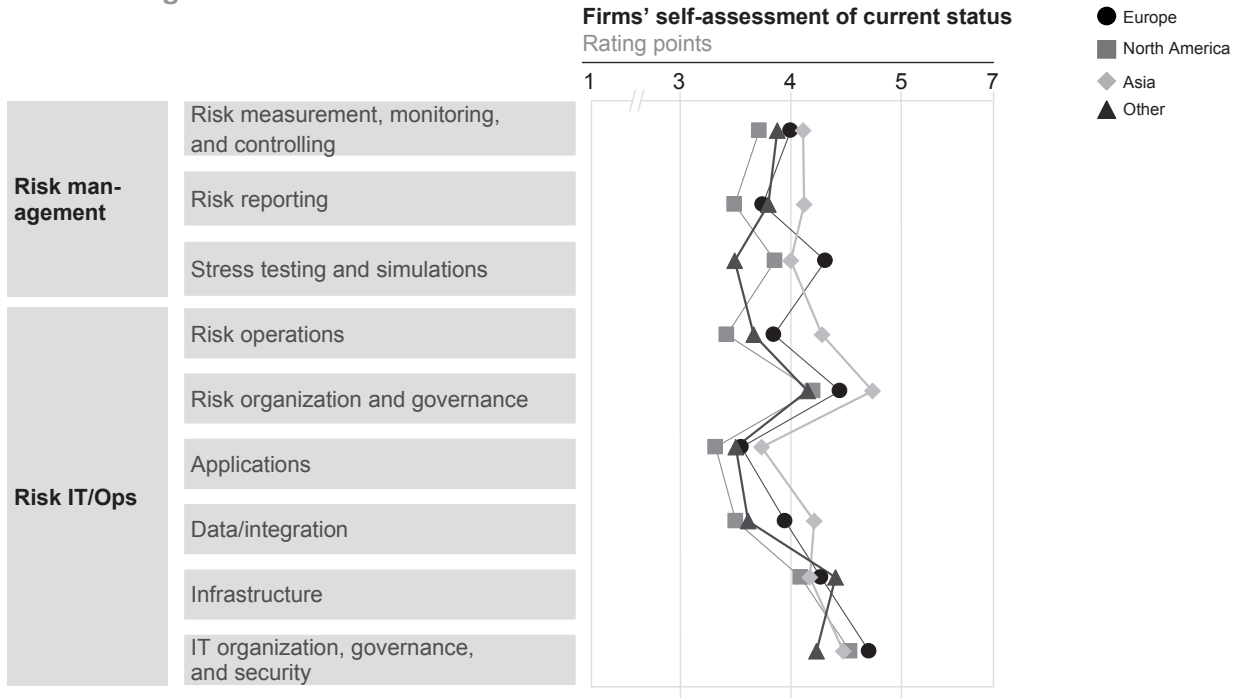 Firms’ self-assessment of current status
Rating points
1 3 4 5 7
Europe
North America
Asia
Other
Risk man-
agement
Risk measurement, monitoring,
and controlling
Risk reporting
Stress testing and simulations
Risk IT/Ops
Risk operations
Risk organization and governance
Applications
Data/integration
Infrastructure
IT organization, governance,
and security